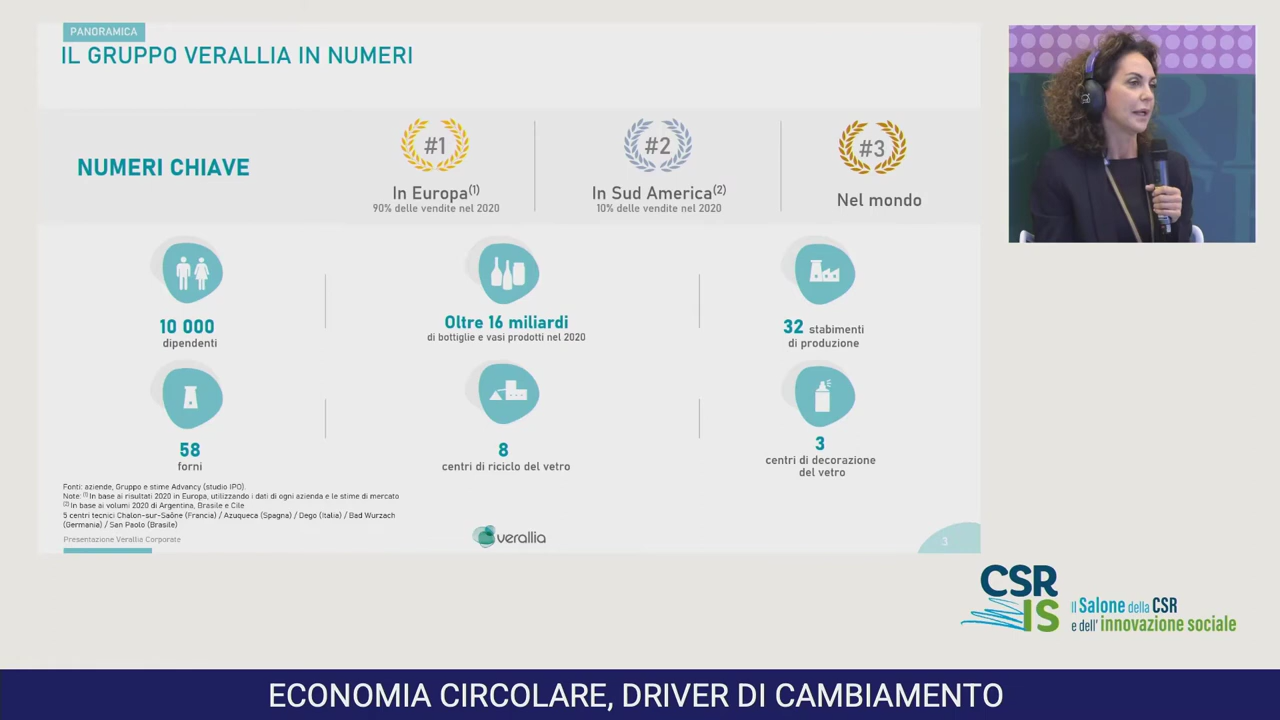 PANORAMICA
IL GRUPPO VERALLIA IN NUMERI
NUMERI CHIAVE
#1
In Europa(1)
90% delle vendite nel 2020
#2
In Sud America(2)
10% delle vendite nel 2020
#3
Nel mondo
10 000
dipendenti
Oltre 16 miliardi
di bottiglie e vasi prodotti nel 2020
32 stabimenti
di produzione
58
forni
8
centri di riciclo del vetro
3
centri di decorazione
del vetro
Fonti: aziende, Gruppo e stime Advancy (studio IPO).
Note: (1) In base ai risultati 2020 in Europa, utilizzando i dati di ogni azienda e le stime di mercato
(2) In base ai volumi 2020 di Argentina, Brasile e Cile
5 centri tecnici Chalon-sur-Saône (Francia) / Azuqueca (Spagna) / Dego (Italia) / Bad Wurzach
(Germania) / San Paolo (Brasile)
Presentazione Verallia Corporate
verallia
3
CSR
IS
Il Salone della CSR
e dell' innovazione sociale
ECONOMIA CIRCOLARE, DRIVER DI CAMBIAMENTO